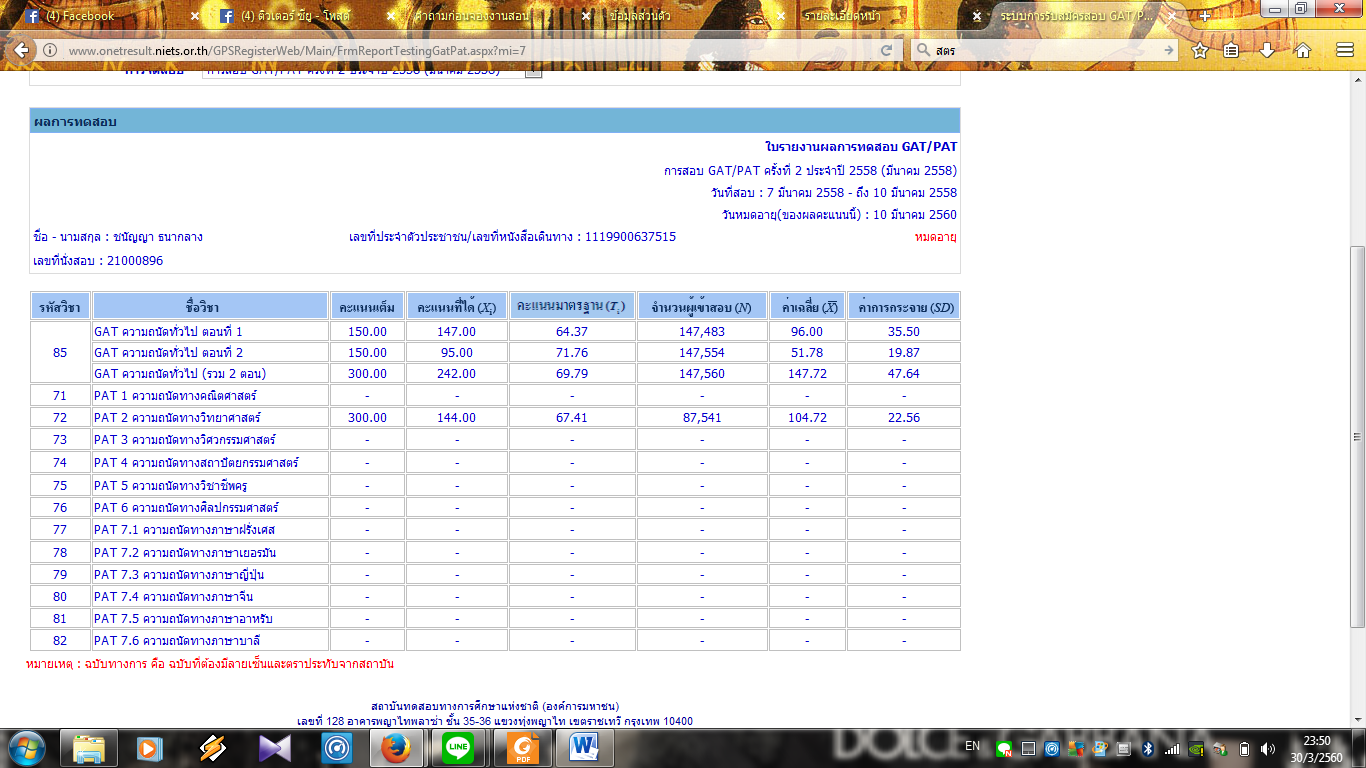 (4) Facebook
(4) ติวเตอร์ ซียู - โพสต์
คำถามก่อนจองงานสอน
ข้อมูลส่วนตัว
รายละเอียดหน้า
ระบบการรับสมัครสอบ GAT/P...
www.onetresult.niets.or.th/GPSRegisterWeb/Main/FrmReportTestingGatPat.aspx?mi=7
สตร
ผลการทดสอบ
ใบรายงานผลการทดสอบ GAT/PAT
การสอบ GAT/PAT ครั้งที่ 2 ประจำปี 2558 (มีนาคม 2558)
วันที่สอบ : 7 มีนาคม 2558 - ถึง 10 มีนาคม 2558
วันหมดอายุ(ของผลคะแนนนี้) : 10 มีนาคม 2560
ชื่อ - นามสกุล : ชนัญญา ธนากลาง เลขที่ประจำตัวประชาชน/เลขที่หนังสือเดินทาง : 1119900637515 หมดอายุ
เลขที่นั่งสอบ : 21000896
รหัสวิชา ชื่อวิชา คะแนนเต็ม คะแนนที่ได้ (Xi) คะแนนมาตรฐาน (Ti) จำนวนผู้เข้าสอบ (N) ค่าเฉลี่ย (X̅) ค่าการกระจาย (SD)
GAT ความถนัดทั่วไป ตอนที่ 1 150.00 147.00 64.37 147,483 96.00 35.50
85 GAT ความถนัดทั่วไป ตอนที่ 2 150.00 95.00 71.76 147,554 51.78 19.87
GAT ความถนัดทั่วไป (รวม 2 ตอน) 300.00 242.00 69.79 147,560 147.72 47.64
71 PAT 1 ความถนัดทางคณิตศาสตร์ - - - - - -
72 PAT 2 ความถนัดทางวิทยาศาสตร์ 300.00 144.00 67.41 87,541 104.72 22.56
73 PAT 3 ความถนัดทางวิศวกรรมศาสตร์ - - - - - -
74 PAT 4 ความถนัดทางสถาปัตยกรรมศาสตร์ - - - - - -
75 PAT 5 ความถนัดทางวิชาชีพครู - - - - - -
76 PAT 6 ความถนัดทางศิลปกรรมศาสตร์ - - - - - -
77 PAT 7.1 ความถนัดทางภาษาฝรั่งเศส - - - - - -
78 PAT 7.2 ความถนัดทางภาษาเยอรมัน - - - - - -
79 PAT 7.3 ความถนัดทางภาษาญี่ปุ่น - - - - - -
80 PAT 7.4 ความถนัดทางภาษาจีน - - - - - -
81 PAT 7.5 ความถนัดทางภาษาอาหรับ - - - - - -
82 PAT 7.6 ความถนัดทางภาษาบาลี - - - - - -
หมายเหตุ : ฉบับทางการ คือ ฉบับที่ต้องมีลายเซ็นและตราประทับจากสถาบัน
สถาบันทดสอบทางการศึกษาแห่งชาติ (องค์การมหาชน)
เลขที่ 128 อาคารพญาไทพลาซ่า ชั้น 35-36 แขวงทุ่งพญาไท เขตราชเทวี กรุงเทพ 10400
LINE
PDF
EN
23:50
30/3/2560